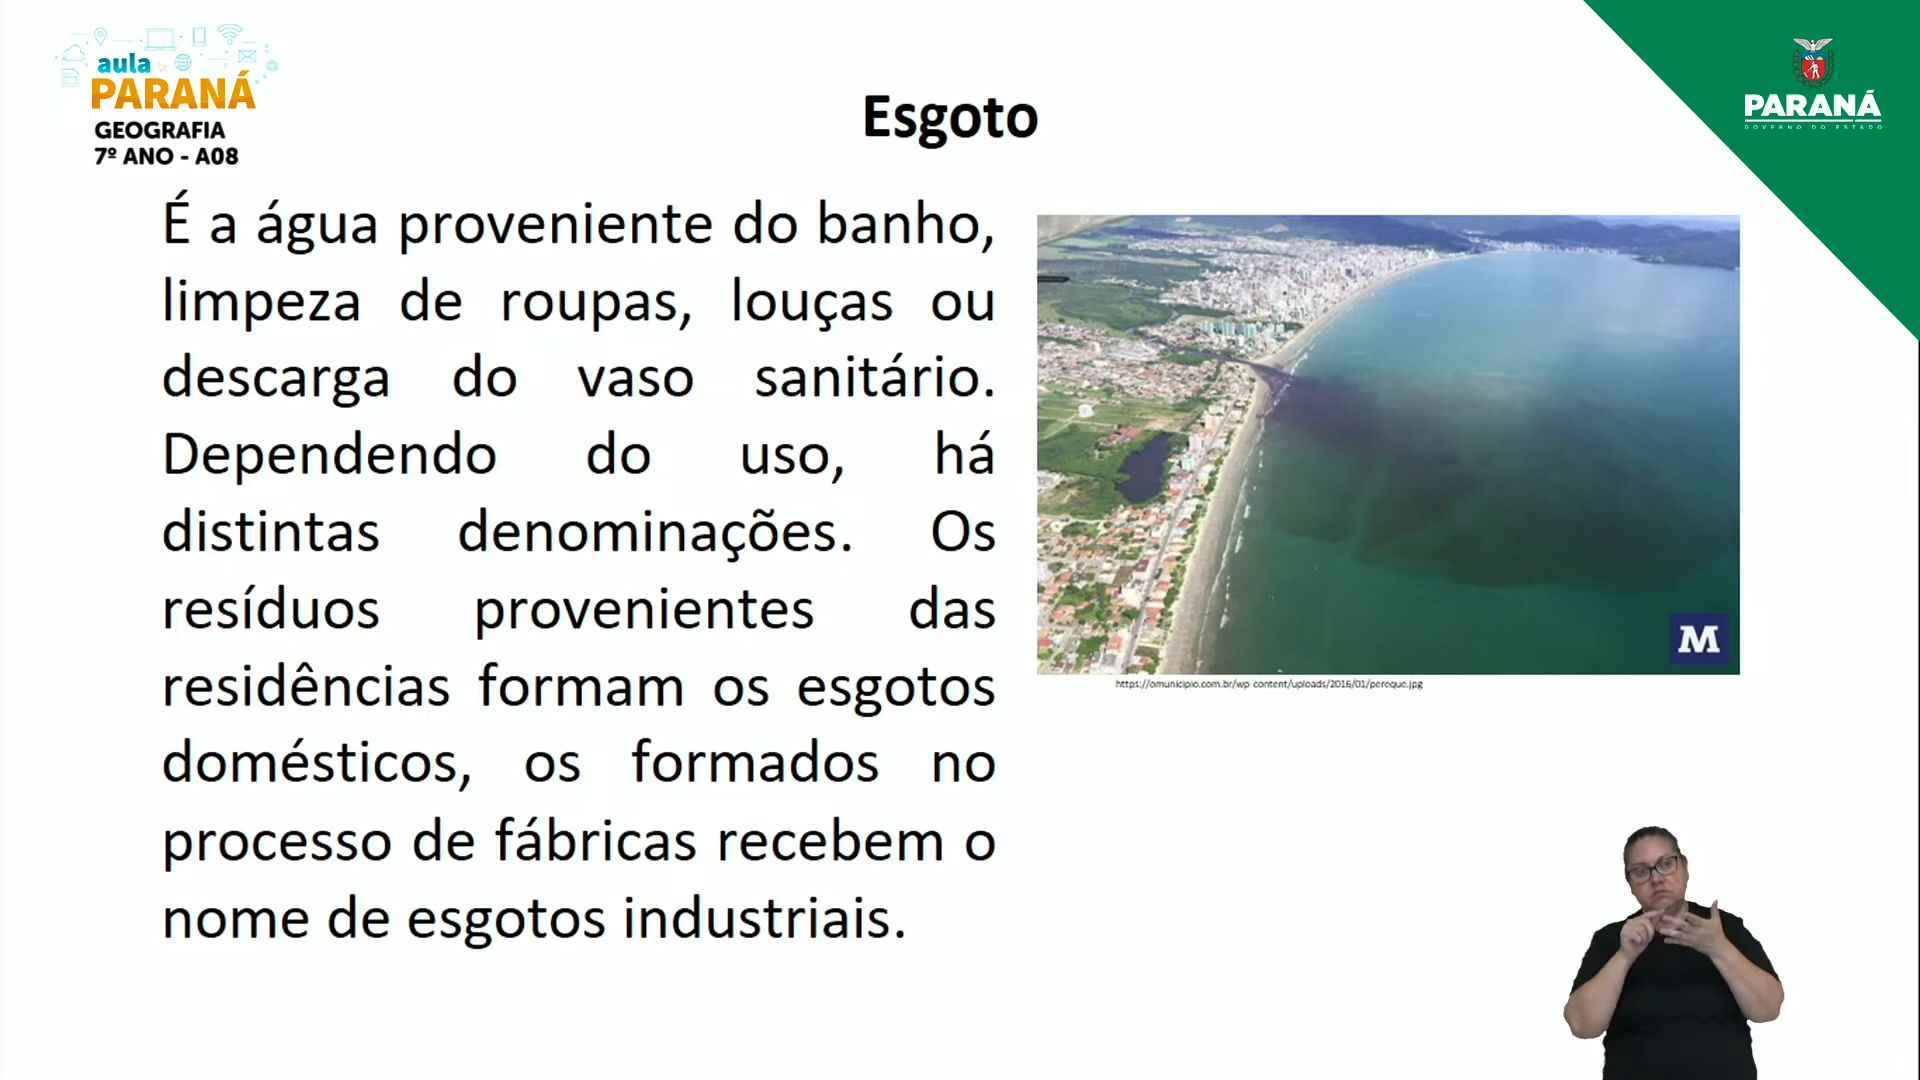 aula
PARANÁ
GEOGRAFIA
7º ANO - A08
PARANÁ
GOVERNO DO ESTADO
Esgoto
É a água proveniente do banho,
limpeza de roupas, louças ou
descarga do vaso sanitário.
Dependendo do uso, há
distintas denominações. Os
resíduos provenientes das
residências formam os esgotos
domésticos, os formados no
processo de fábricas recebem o
nome de esgotos industriais.
M
https://omunicipio.com.br/wp-content/uploads/2016/01/pereque.jpg